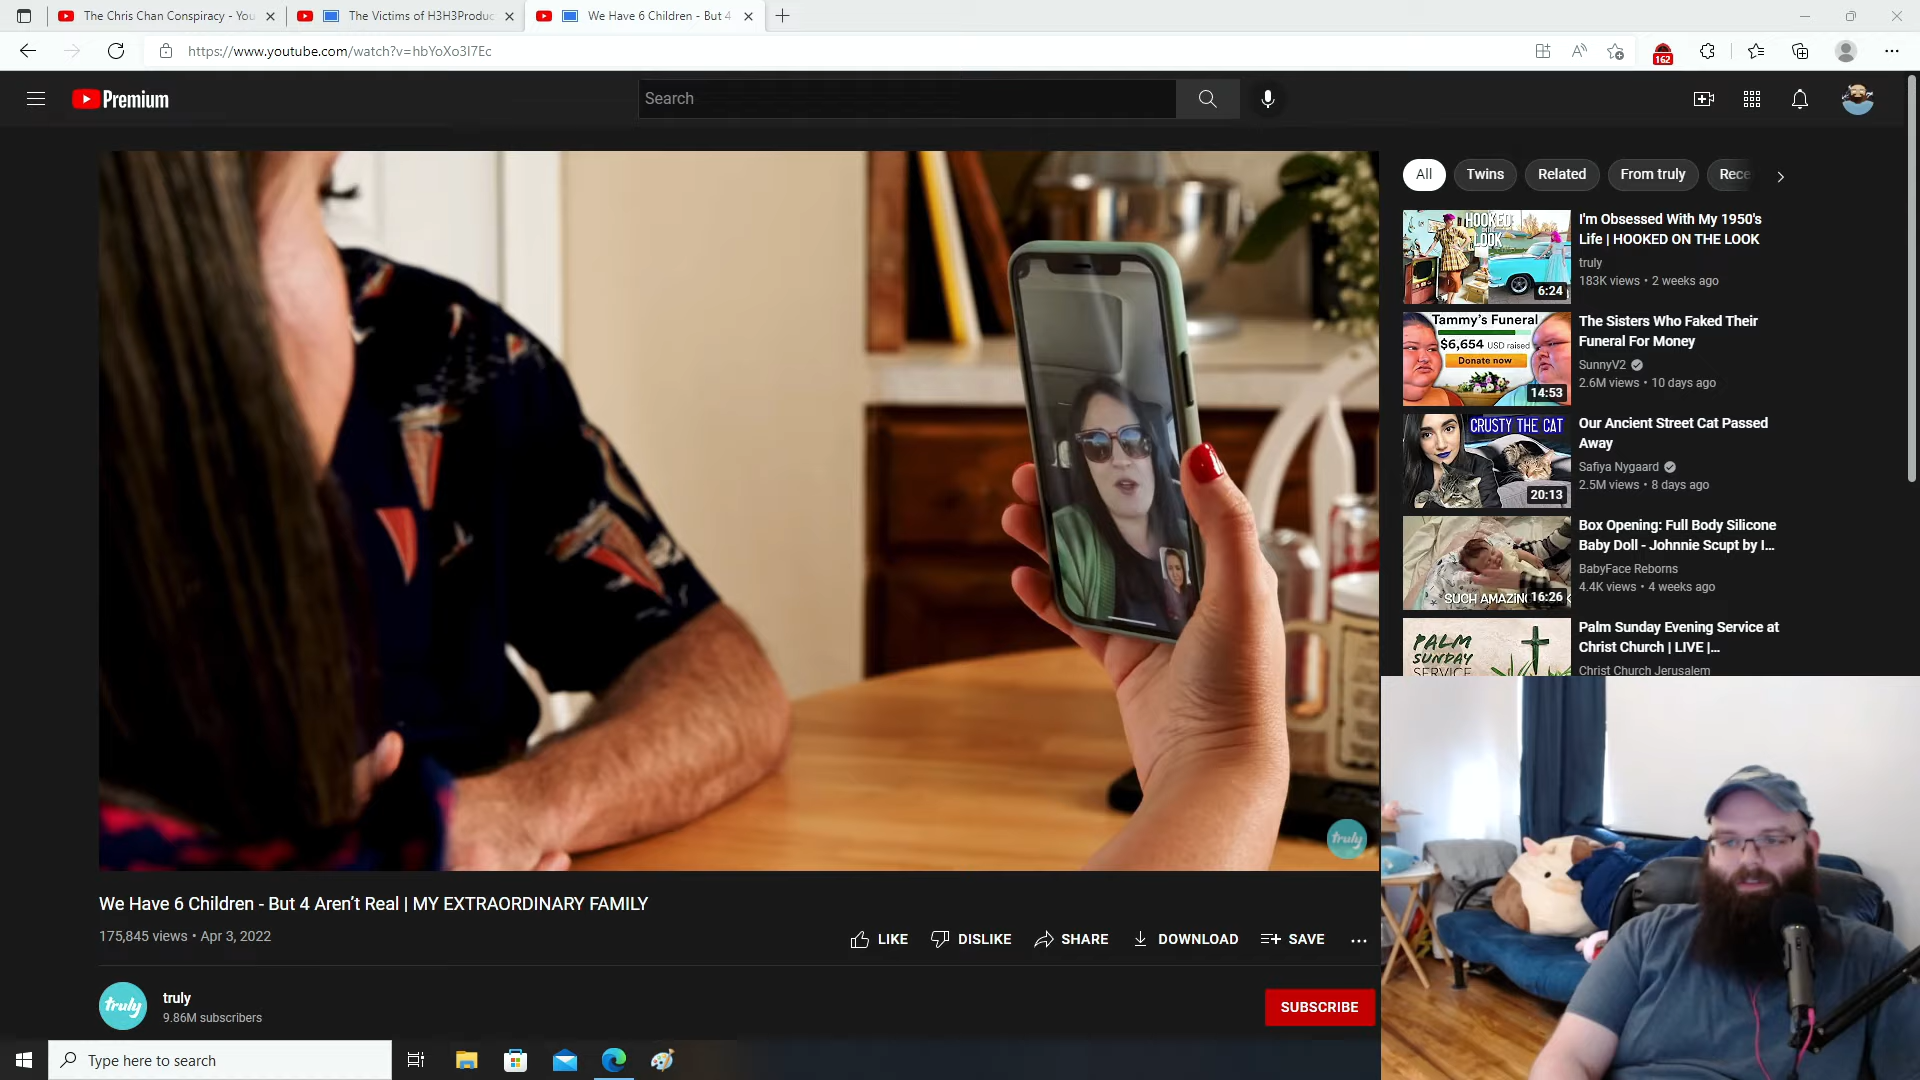 The Chris Chan Conspiracy - You
The Victims of H3H3Produc
We Have 6 Children - But 4
https://www.youtube.com/watch?v=hbYoXo3I7Ec
162
Premium
Search
All
Twins
Related
From truly
Rece
HOOKED
ON THE
LOOK
6:24
I'm Obsessed With My 1950's
Life | HOOKED ON THE LOOK
truly
183K views • 2 weeks ago
Tammy's Funeral
$6,654 USD raised
Donate now
14:53
The Sisters Who Faked Their
Funeral For Money
SunnyV2
2.6M views • 10 days ago
CRUSTY THE CAT
20:13
Our Ancient Street Cat Passed
Away
Safiya Nygaard
2.5M views • 8 days ago
SUCH AMAZING
16:26
Box Opening: Full Body Silicone
Baby Doll - Johnnie Scupt by I...
BabyFace Reborns
4.4K views • 4 weeks ago
PALM
SUNDAY
SERVICE
Palm Sunday Evening Service at
Christ Church | LIVE |...
Christ Church Jerusalem
truly
We Have 6 Children - But 4 Aren't Real | MY EXTRAORDINARY FAMILY
175,845 views • Apr 3, 2022
LIKE
DISLIKE
SHARE
DOWNLOAD
SAVE
truly
truly
9.86M subscribers
SUBSCRIBE
Type here to search